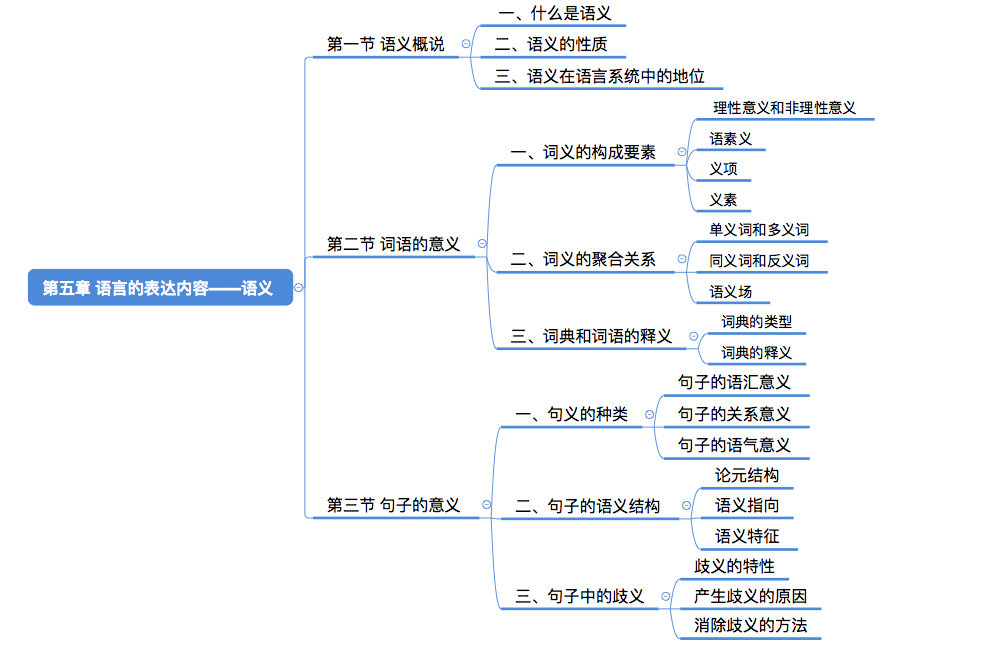 第五章 语言的表达内容——语义
第一节 语义概说
一、什么是语义
二、语义的性质
三、语义在语言系统中的地位
第二节 词语的意义
一、词义的构成要素
理性意义和非理性意义
语素义
义项
义素
二、词义的聚合关系
单义词和多义词
同义词和反义词
语义场
三、词典和词语的释义
词典的类型
词典的释义
第三节 句子的意义
一、句义的种类
句子的语汇意义
句子的关系意义
句子的语气意义
二、句子的语义结构
论元结构
语义指向
语义特征
三、句子中的歧义
歧义的特性
产生歧义的原因
消除歧义的方法